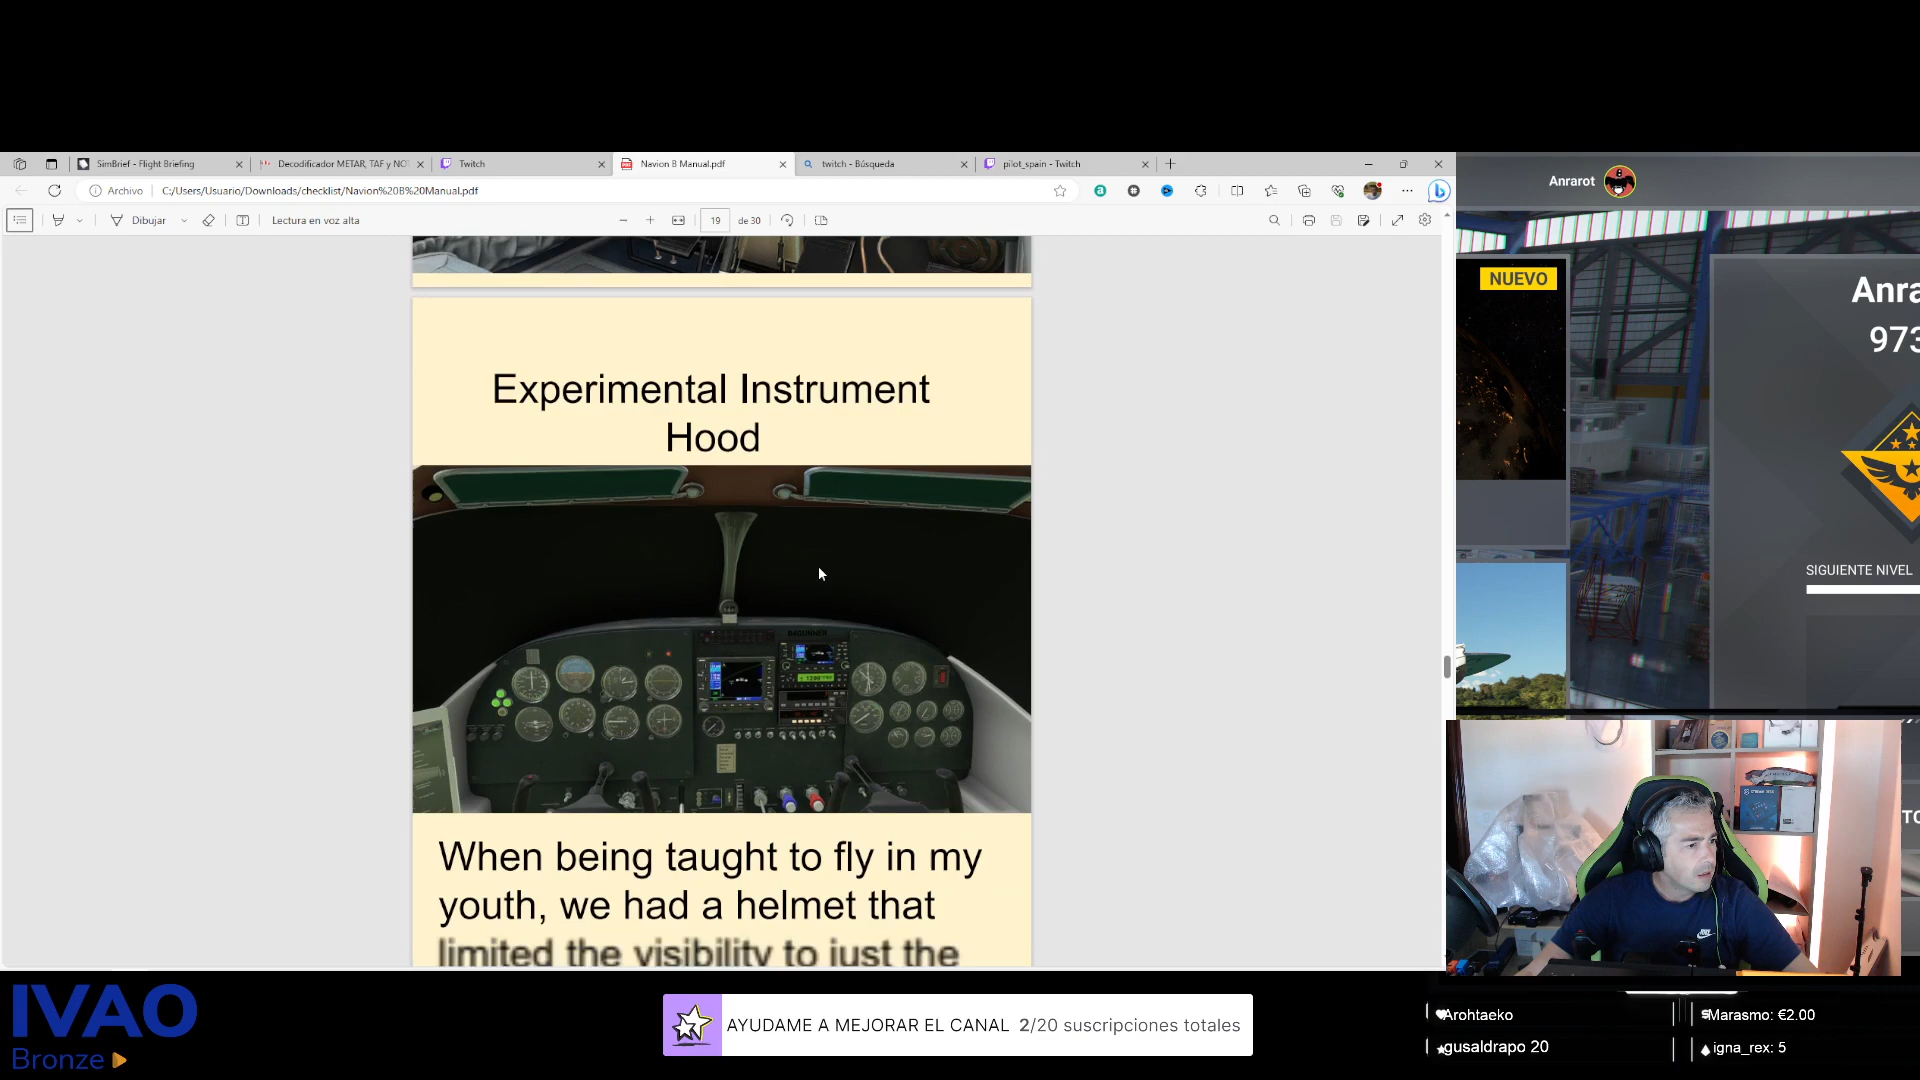 SimBrief - Flight Briefing
Decodificador METAR, TAF y NO
Twitch
Navion B Manual.pdf
twitch - Búsqueda
pilot_spain - Twitch
Archivo
C:/Users/Usuario/Downloads/checklist/Navion%20B%20Manual.pdf
Dibujar
Lectura en voz alta
19
de 30
Experimental Instrument
Hood
When being taught to fly in my
youth, we had a helmet that
limited the visibility to just the
Anrarot
NUEVO
Anra
973
SIGUIENTE NIVEL
IVAO
Bronze
AYUDAME A MEJORAR EL CANAL 2/20 suscripciones totales
Arohtaeko
Marasmo: €2.00
gusaldrapo 20
igna_rex: 5